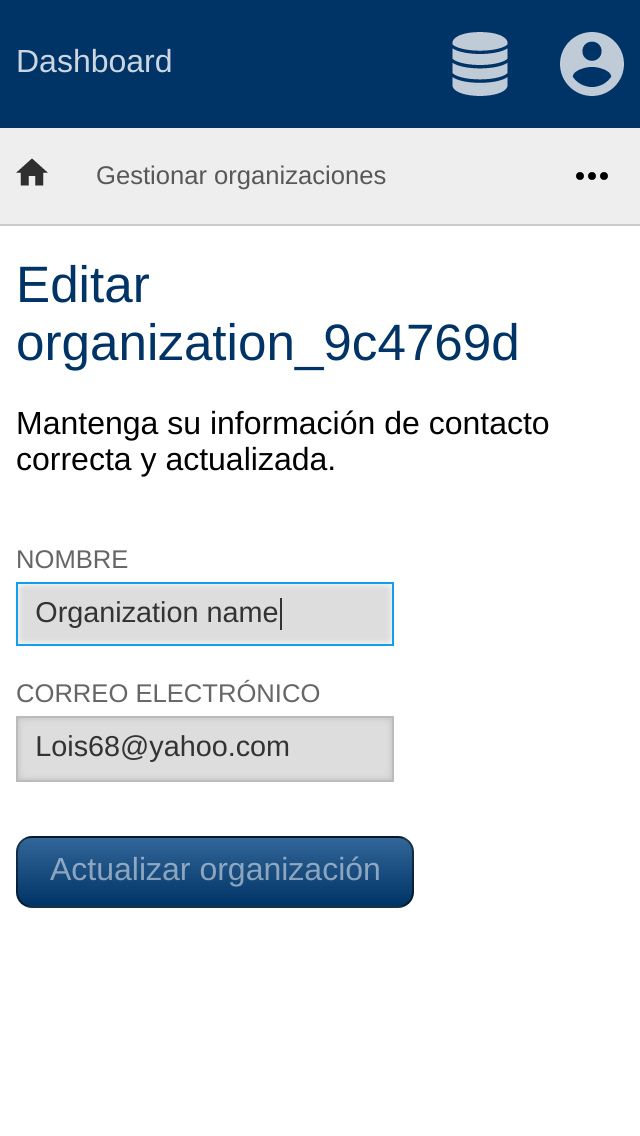 Dashboard
Gestionar organizaciones
Editar
organization_9c4769d
Mantenga su información de contacto
correcta y actualizada.
NOMBRE
Organization name
CORREO ELECTRÓNICO
Lois68@yahoo.com
Actualizar organización